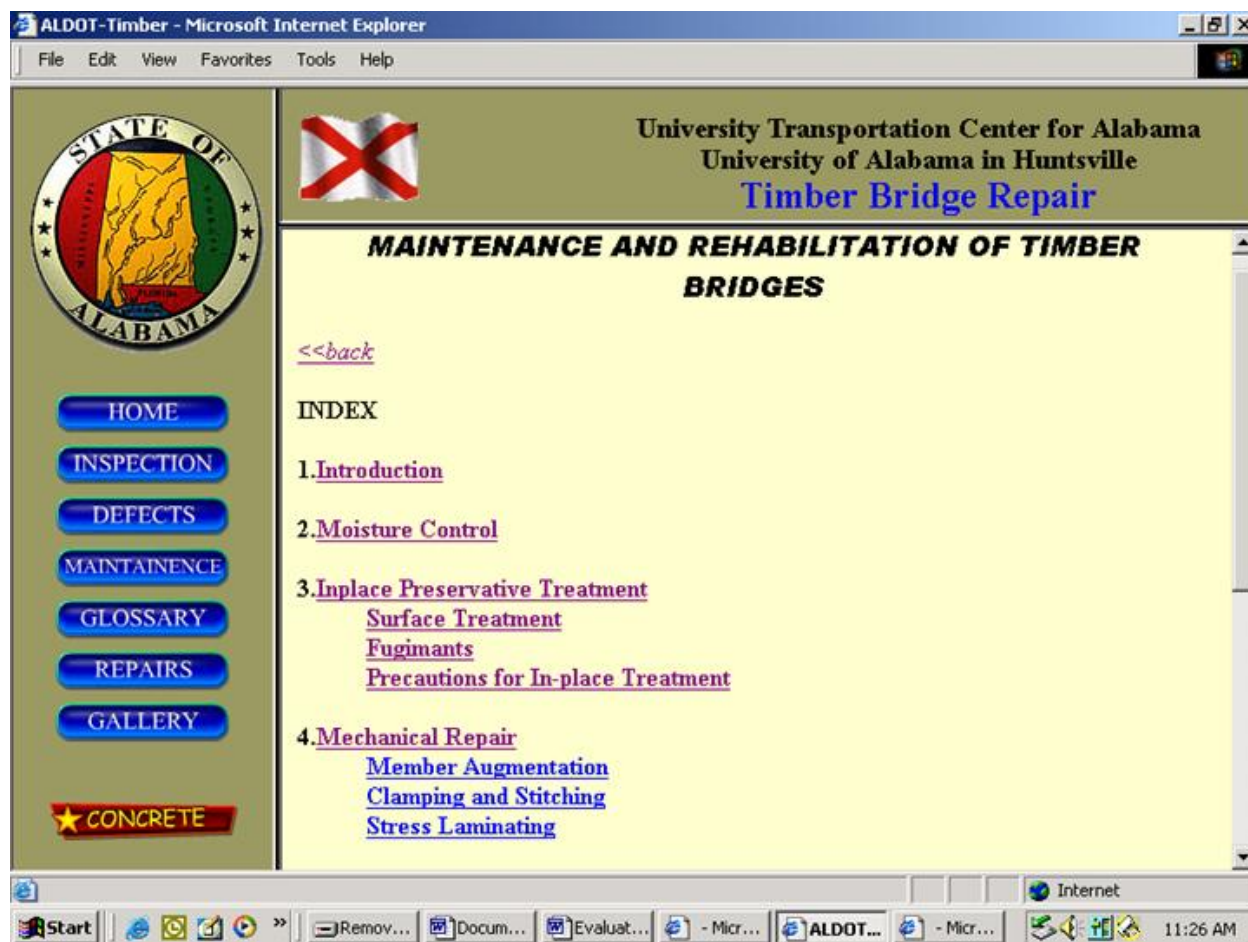 ALDOT-Timber - Microsoft Internet Explorer
File Edit View Favorites Tools Help
STATE OF
ALABAMA
University Transportation Center for Alabama
University of Alabama in Huntsville
Timber Bridge Repair
HOME
INSPECTION
DEFECTS
MAINTAINENCE
GLOSSARY
REPAIRS
GALLERY
CONCRETE
MAINTENANCE AND REHABILITATION OF TIMBER
BRIDGES
<<back
INDEX
1.Introduction
2.Moisture Control
3.Inplace Preservative Treatment
Surface Treatment
Fugimants
Precautions for In-place Treatment
4.Mechanical Repair
Member Augmentation
Clamping and Stitching
Stress Laminating
Internet
Start » Remov... Docum... Evaluat... - Micr... ALDOT... - Micr... 11:26 AM